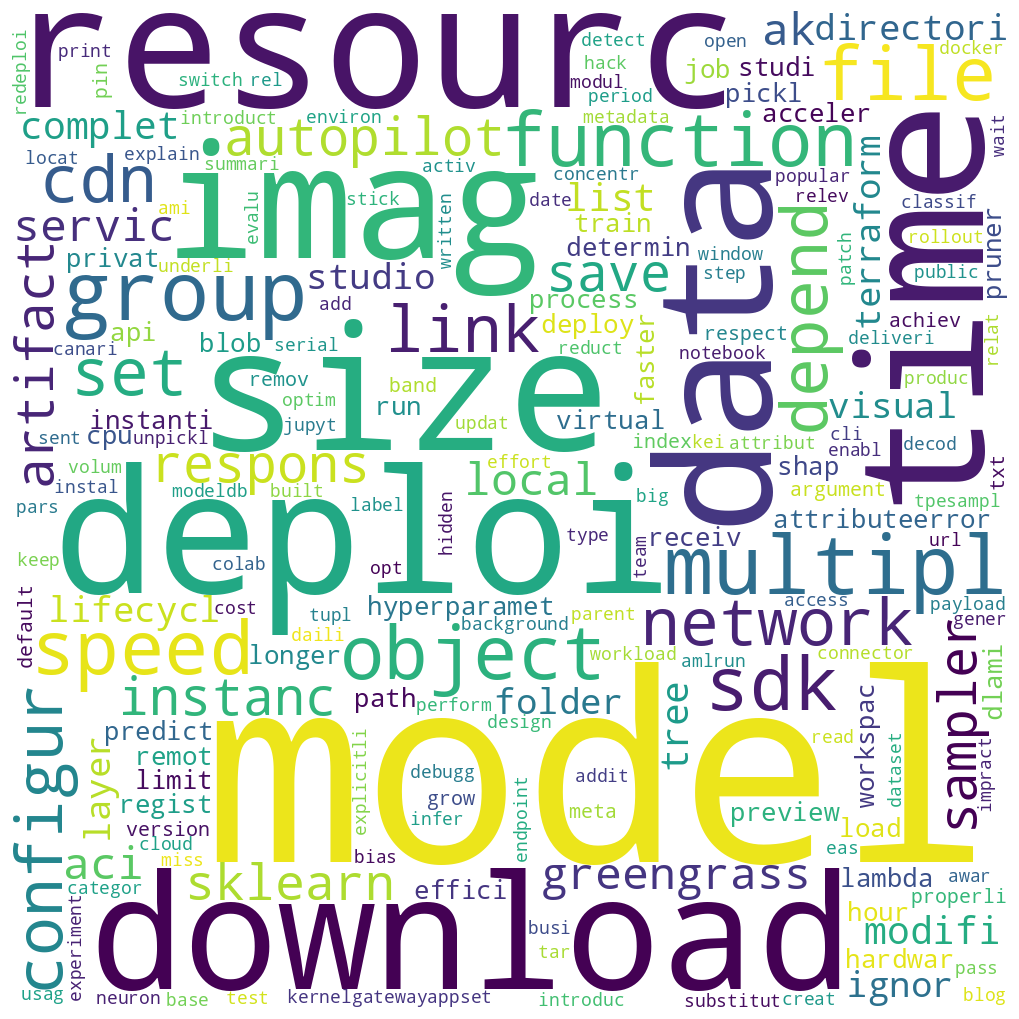 resourc
print
redeploi
pin
switch
rel
detect
hack
modul
period
open
job
studi
pickl
ak
directori
docker
file
complet
introduct
environ
metadata
acceler
wait
locat
explain
autopilot
function
summari
activ
concentr
popular
terraform
cdn
ami
evalu
imag
stick
written
date
list
train
relev
classif
servic
determin
window
rollout
privat
underli
studio
save
step
data
patch
public
pruner
artifact
group
add
process
time
api
link
deploy
respect
depend
achiev
deliveri
canari
blob
serial
reduct
faster
notebook
relat
set
size
remov
band
produc
optim
run
visual
instanti
jupyt
updat
virtual
sent
cpu
unpickl
index
kei
attribut
cli
enabl
decod
volum
respons
effort
local
shap
txt
instal
modeldb
built
label
big
argument
tpesampl
pars
deploi
hidden
type
team
receiv
attributeerror
url
keep
colab
opt
multipl
default
lifecycl
cost
tupl
hyperparamet
parent
access
payload
gener
speed
daili
background
network
longer
object
workload
amlrun
connector
sampler
dlami
configur
instanc
path
perform
folder
design
tree
sdk
workspac
predict
model
read
dataset
impract
layer
remot
debugg
addit
limit
regist
grow
meta
preview
version
infer
endpoint
load
explicitli
cloud
eas
miss
bias
aci
categor
sklearn
effici
greengrass
lambda
awar
properli
experiment
download
busi
hour
modifi
tar
hardwar
pass
usag
neuron
base
test
kernelgatewayappset
introduc
substitut
creat
ignor
blog